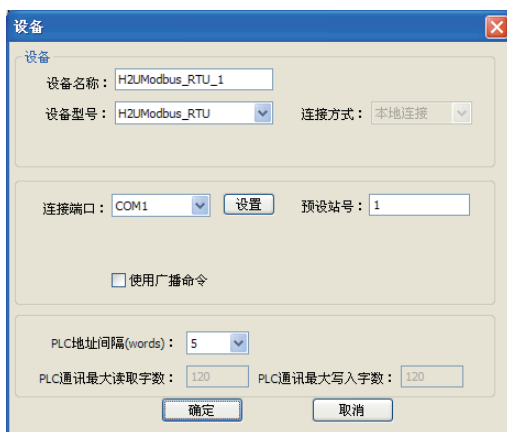 设备
设备
设备名称： H2UModbus_RTU_1
设备型号： H2UModbus_RTU 连接方式： 本地连接
连接端口： COM1 设置 预设站号： 1
使用广播命令
PLC地址间隔(words)： 5
PLC通讯最大读取字数： 120 PLC通讯最大写入字数： 120
确定 取消